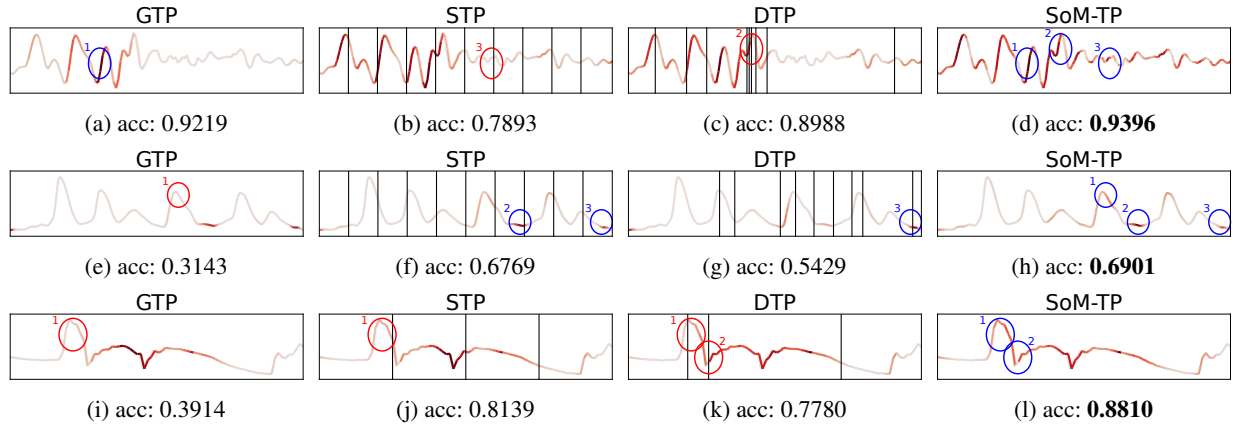 GTP STP DTP SoM-TP
1 3 2 1 2 3
(a) acc: 0.9219 (b) acc: 0.7893 (c) acc: 0.8988 (d) acc: 0.9396
GTP STP DTP SoM-TP
1 2 3 3 1 2 3
(e) acc: 0.3143 (f) acc: 0.6769 (g) acc: 0.5429 (h) acc: 0.6901
GTP STP DTP SoM-TP
1 1 1 2 1 2
(i) acc: 0.3914 (j) acc: 0.8139 (k) acc: 0.7780 (l) acc: 0.8810